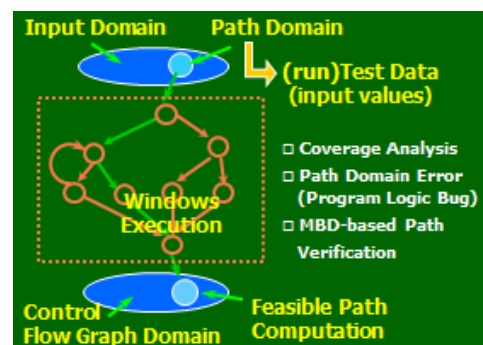 Input Domain
Path Domain
(run)Test Data
(input values)
□ Coverage Analysis
□ Path Domain Error
(Program Logic Bug)
□ MBD-based Path
Verification
Windows
Execution
Control
Flow Graph Domain
Feasible Path
Computation